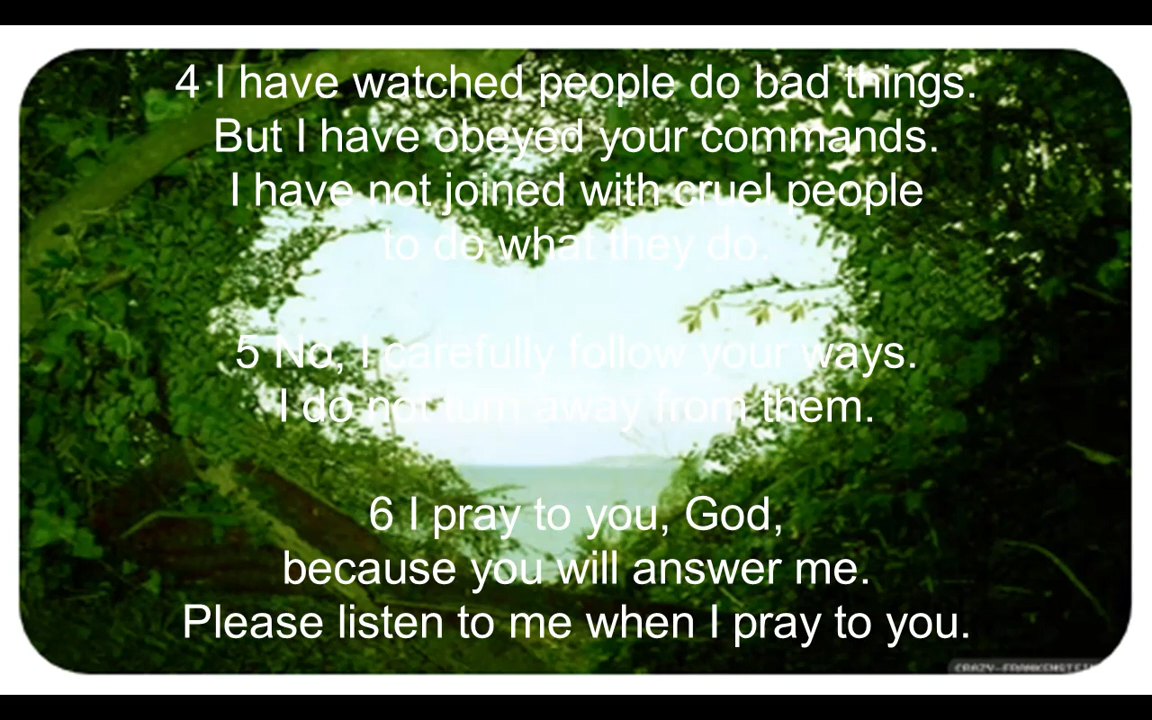 4 I have watched people do bad things.
But I have obeyed your commands.
I have not joined with cruel people
to do what they do.
5 No, I carefully follow your ways.
I do not turn away from them.
6 I pray to you, God,
because you will answer me.
Please listen to me when I pray to you.